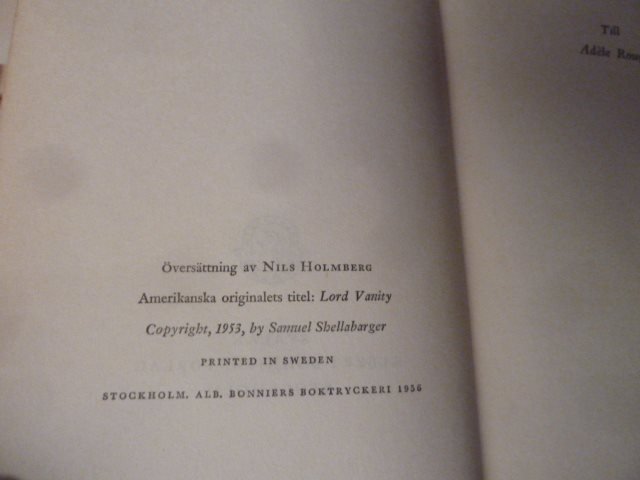 Översättning av NILS HOLMBERG
Amerikanska originalets titel: Lord Vanity
Copyright, 1953, by Samuel Shellabarger
PRINTED IN SWEDEN
STOCKHOLM. ALB. BONNIERS BOKTRYCKERI 1956
Till
Adèle